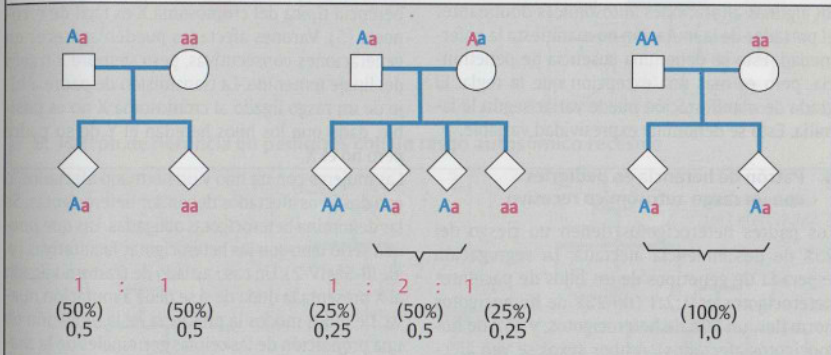 Aa aa Aa Aa AA aa
Aa aa AA Aa Aa aa Aa Aa
1 : 1 1 : 2 : 1
(50%) (50%) (25%) (50%) (25%) (100%)
0,5 0,5 0,25 0,5 0,25 1,0